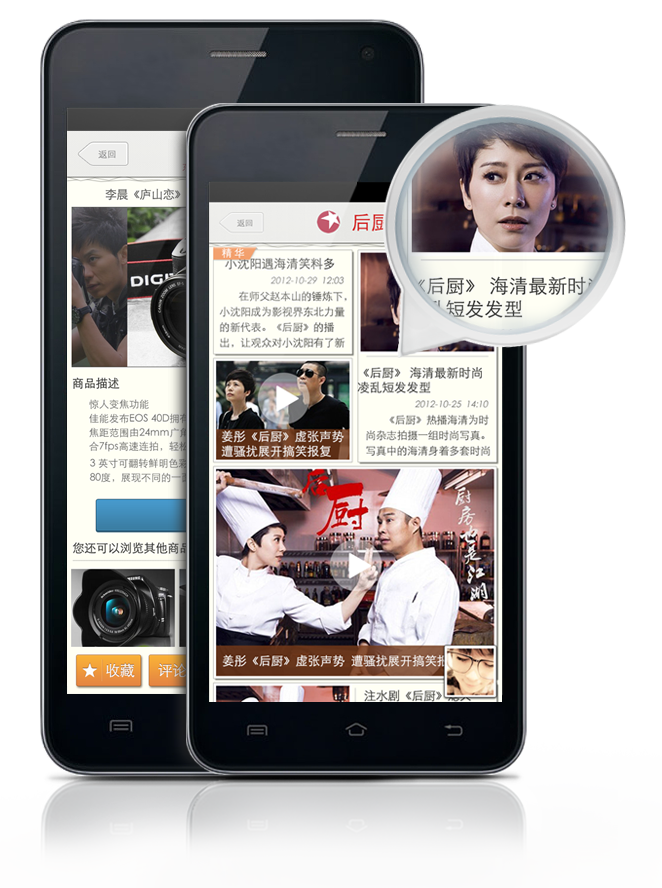 返回
李晨《庐山恋》
DIGI
商品描述
惊人变焦功能
佳能发布EOS 40D拥有
焦距范围由24mm广角
合7fps高速连拍，轻松
3 英寸可翻转鲜明色彩
80度，展现不同的一面
您还可以浏览其他商品
收藏
评论
返回
后厨
精华
小沈阳遇海清笑料多
2012-10-29 12:03
在师父赵本山的锤炼下，
小沈阳成为影视界东北力量
的新代表。《后厨》的播
出，让观众对小沈阳有了新
姜彤《后厨》虚张声势
遭骚扰展开搞笑报复
《后厨》 海清最新时尚
乱短发发型
《后厨》 海清最新时尚
凌乱短发发型
2012-10-25 14:10
《后厨》热播海清为时
尚杂志拍摄一组时尚写真。
写真中的海清身着多套时尚
后厨
厨房也是江湖
姜彤《后厨》虚张声势 遭骚扰展开搞笑报
注水剧《后厨》